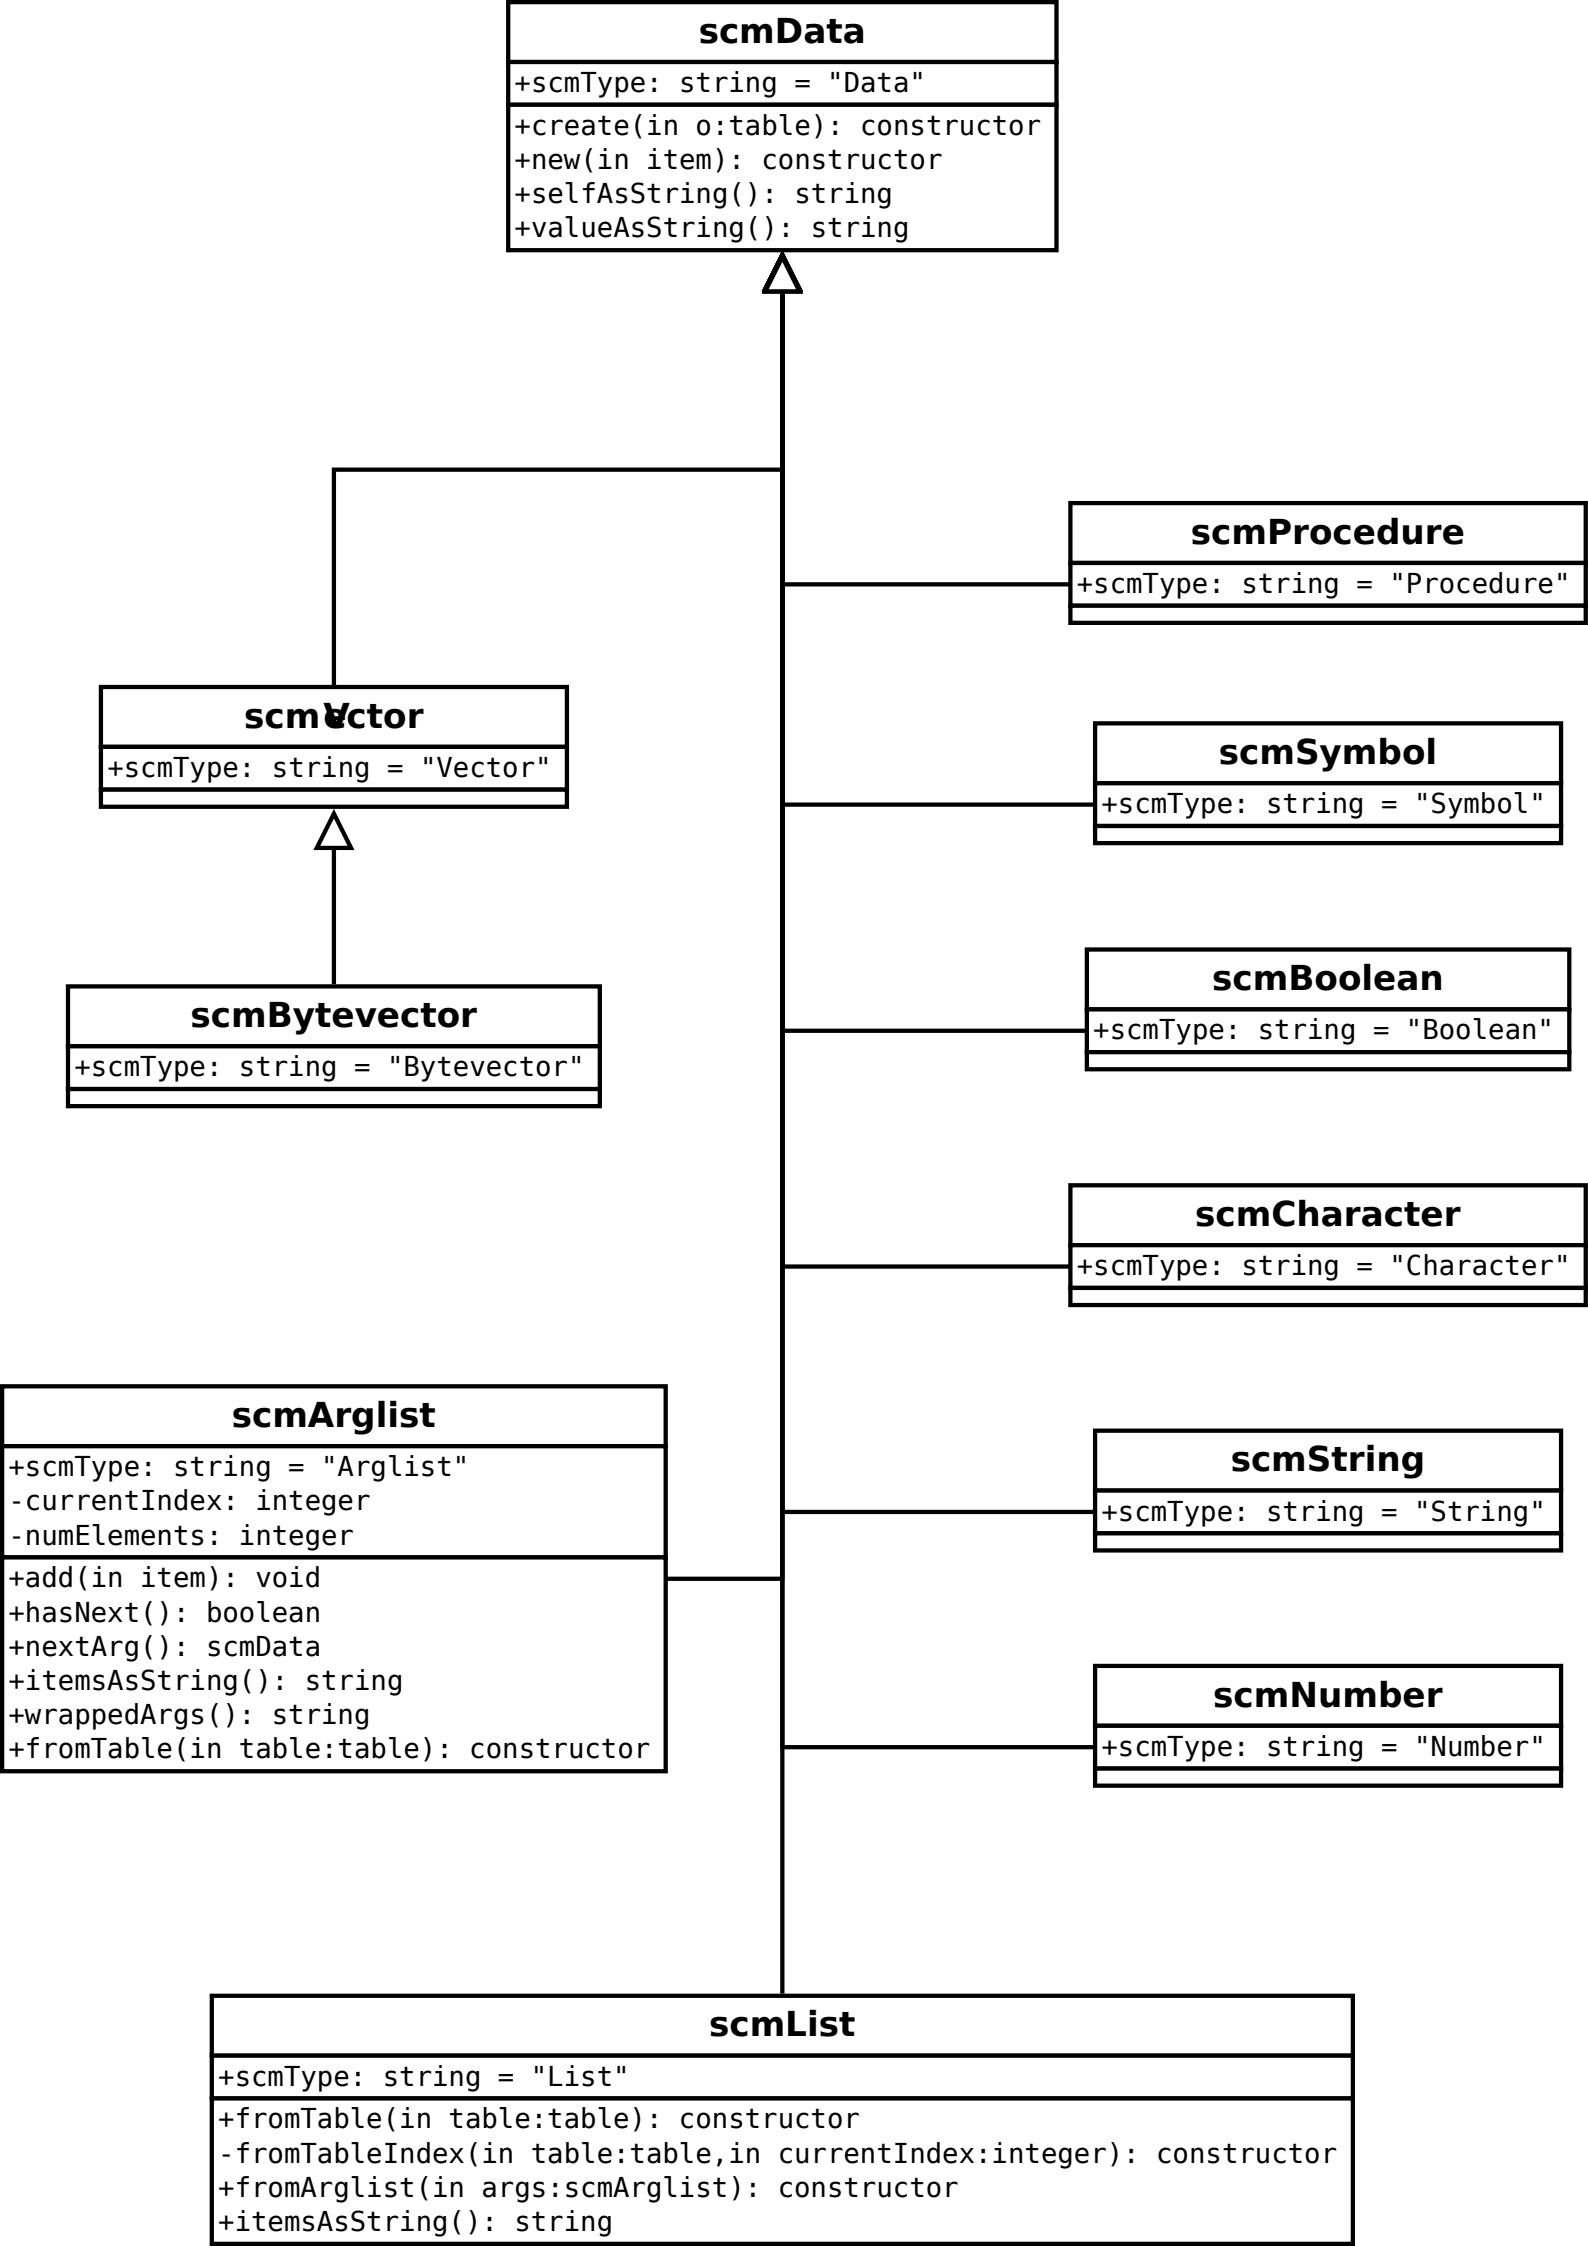 scmData
+scmType: string = "Data"
+create(in o:table): constructor
+new(in item): constructor
+selfAsString(): string
+valueAsString(): string
scmProcedure
+scmType: string = "Procedure"
scmVector
+scmType: string = "Vector"
scmSymbol
+scmType: string = "Symbol"
scmBoolean
+scmType: string = "Boolean"
scmBytevector
+scmType: string = "Bytevector"
scmCharacter
+scmType: string = "Character"
scmArglist
+scmType: string = "Arglist"
-currentIndex: integer
-numElements: integer
+add(in item): void
+hasNext(): boolean
+nextArg(): scmData
+itemsAsString(): string
+wrappedArgs(): string
+fromTable(in table:table): constructor
scmString
+scmType: string = "String"
scmNumber
+scmType: string = "Number"
scmList
+scmType: string = "List"
+fromTable(in table:table): constructor
-fromTableIndex(in table:table,in currentIndex:integer): constructor
+fromArglist(in args:scmArglist): constructor
+itemsAsString(): string